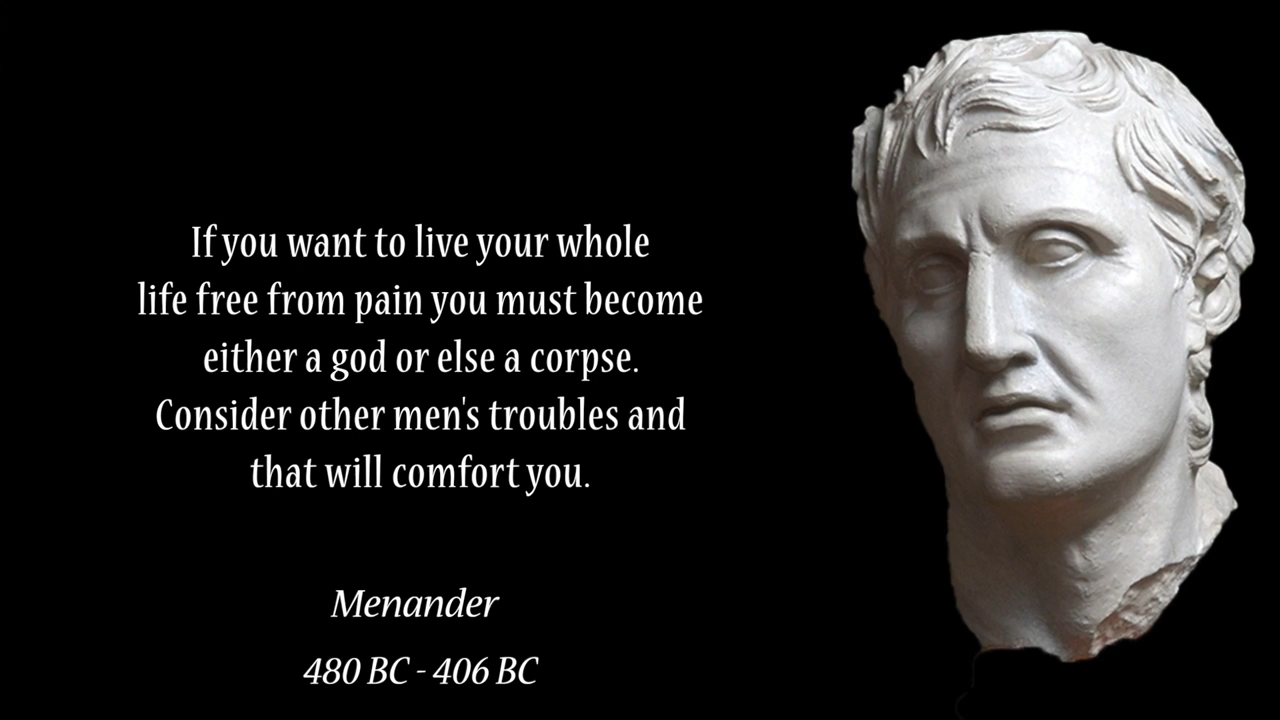 If you want to live your whole
life free from pain you must become
either a god or else a corpse.
Consider other men's troubles and
that will comfort you.
Menander
480 BC - 406 BC